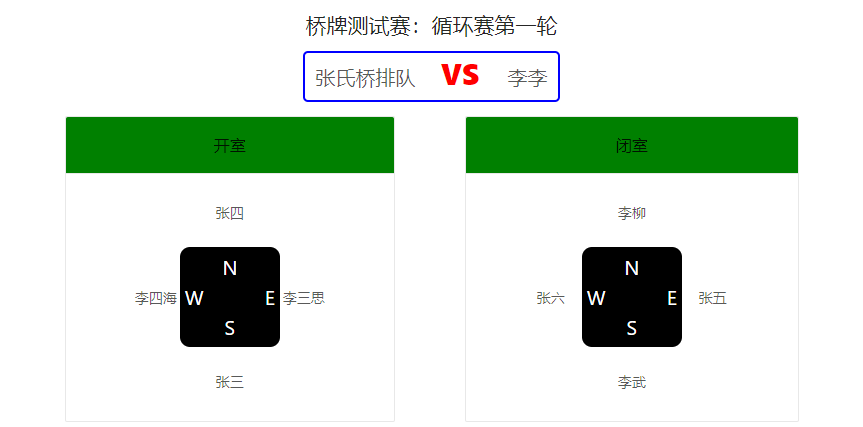 桥牌测试赛：循环赛第一轮
张氏桥排队 VS 李李
开室
张四
N
李四海 W E 李三思
S
张三
闭室
李柳
N
张六 W E 张五
S
李武